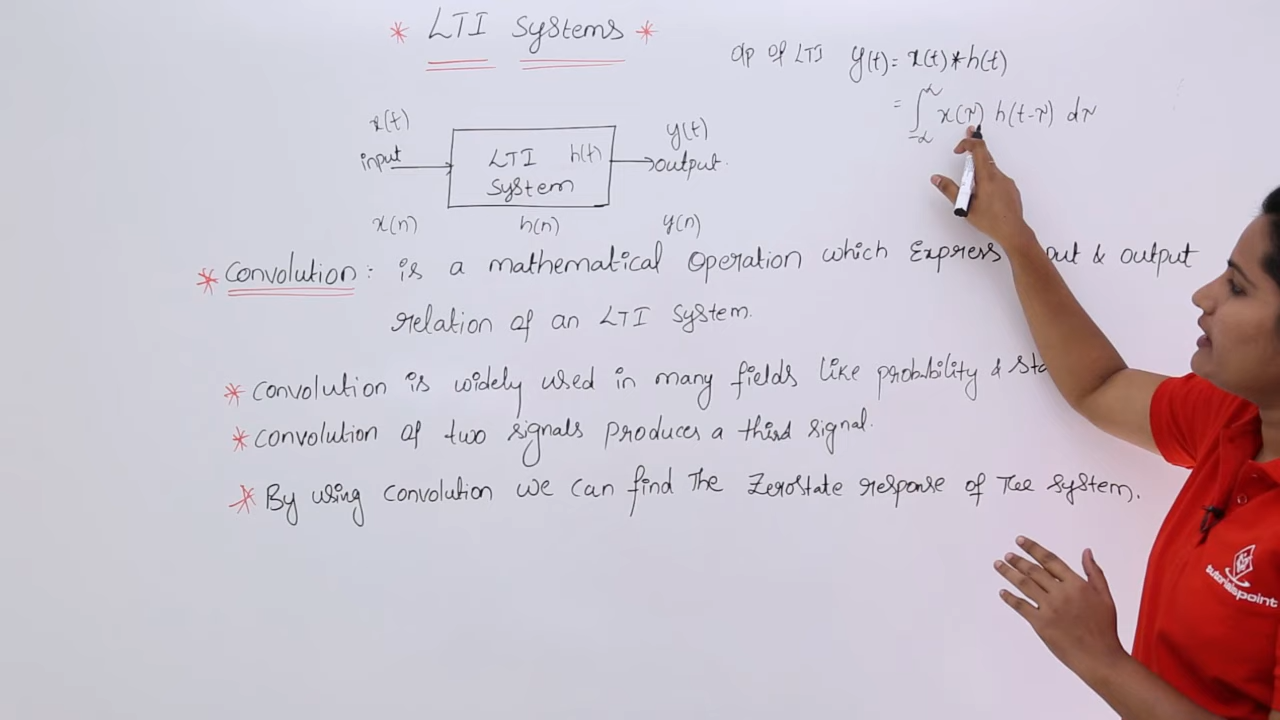 * LTI Systems *
op of LTI y(t) = x(t) * h(t)
= ∫_{-∞}^{∞} x(τ) h(t-τ) dτ
x(t)
input
LTI h(t)
System
y(t)
output
x(n) h(n) y(n)
* Convolution : is a mathematical operation which Express & output
relation of an LTI System.
* Convolution is widely used in many fields like probability &
* Convolution of two signals produces a third signal.
* By using convolution we can find the Zerostate response of the system.
tutorialspoint